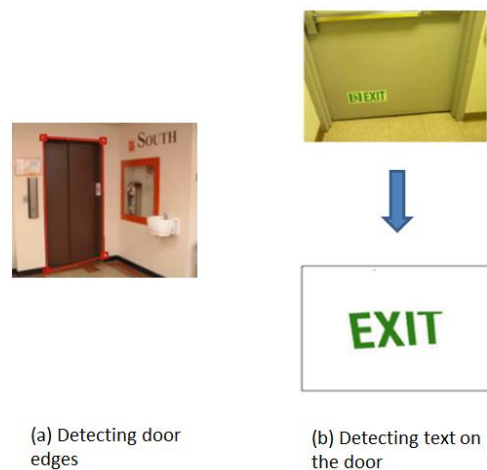 SOUTH
EXIT
EXIT
(a) Detecting door
edges
(b) Detecting text on
the door